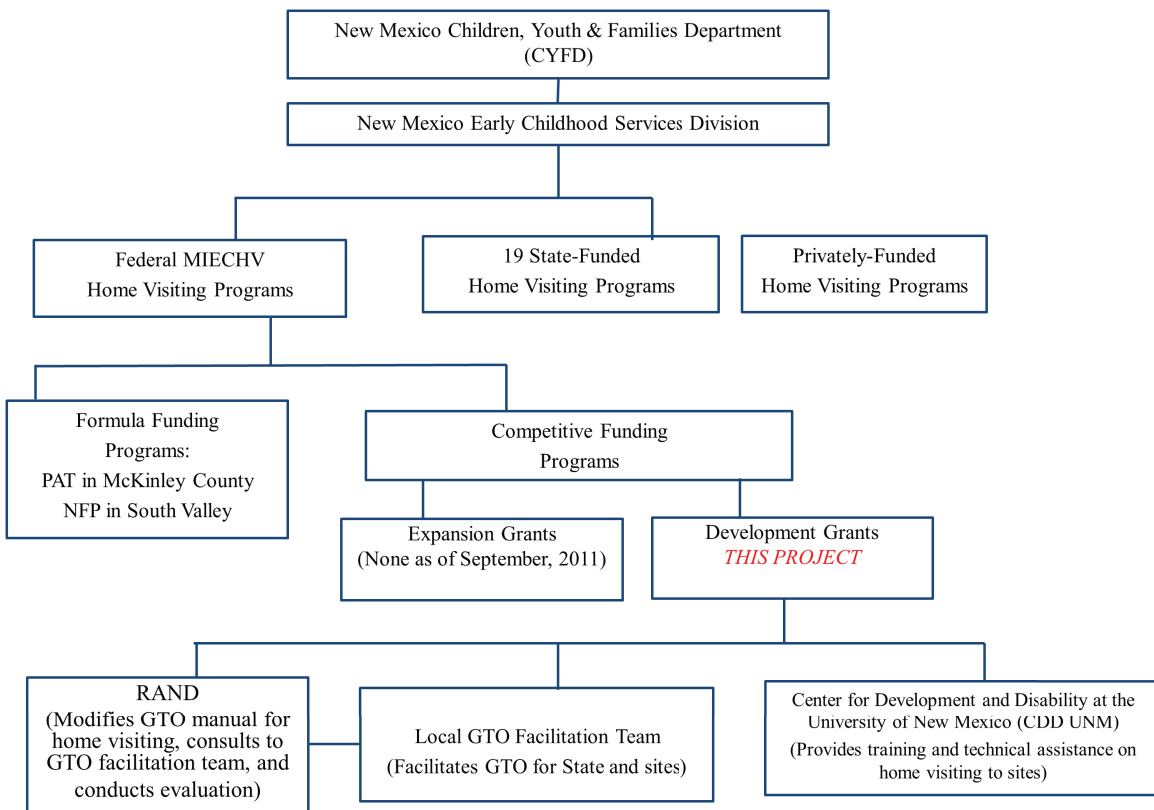 New Mexico Children, Youth & Families Department
(CYFD)
New Mexico Early Childhood Services Division
Federal MIECHV
Home Visiting Programs
19 State-Funded
Home Visiting Programs
Privately-Funded
Home Visiting Programs
Formula Funding
Programs:
PAT in McKinley County
NFP in South Valley
Competitive Funding
Programs
Expansion Grants
(None as of September, 2011)
Development Grants
THIS PROJECT
RAND
(Modifies GTO manual for
home visiting, consults to
GTO facilitation team, and
conducts evaluation)
Local GTO Facilitation Team
(Facilitates GTO for State and sites)
Center for Development and Disability at the
University of New Mexico (CDD UNM)
(Provides training and technical assistance on
home visiting to sites)